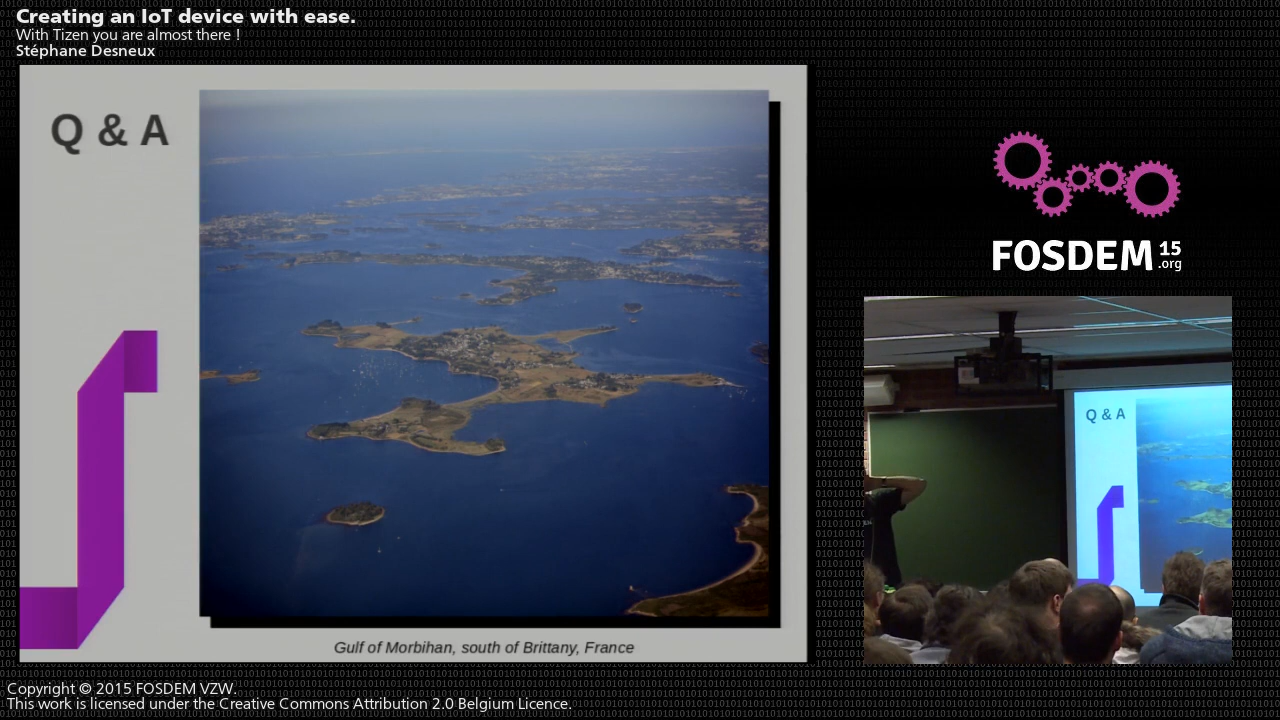 Creating an IoT device with ease.
With Tizen you are almost there !
Stéphane Desneux
Q & A
Gulf of Morbihan, south of Brittany, France
FOSDEM 15
.org
Q & A
Copyright © 2015 FOSDEM VZW.
This work is licensed under the Creative Commons Attribution 2.0 Belgium Licence.